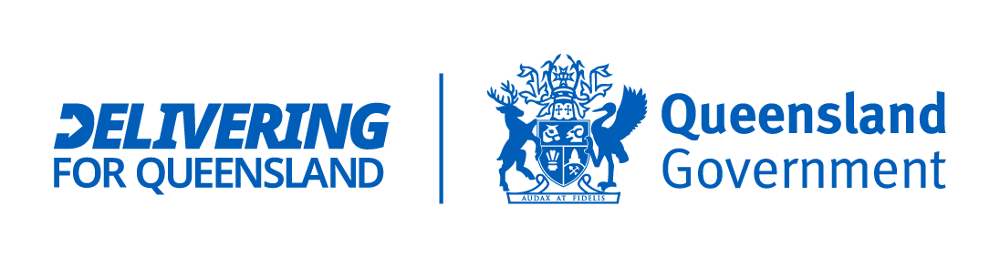 DELIVERING
FOR QUEENSLAND
AUDAX AT FIDELIS
Queensland
Government